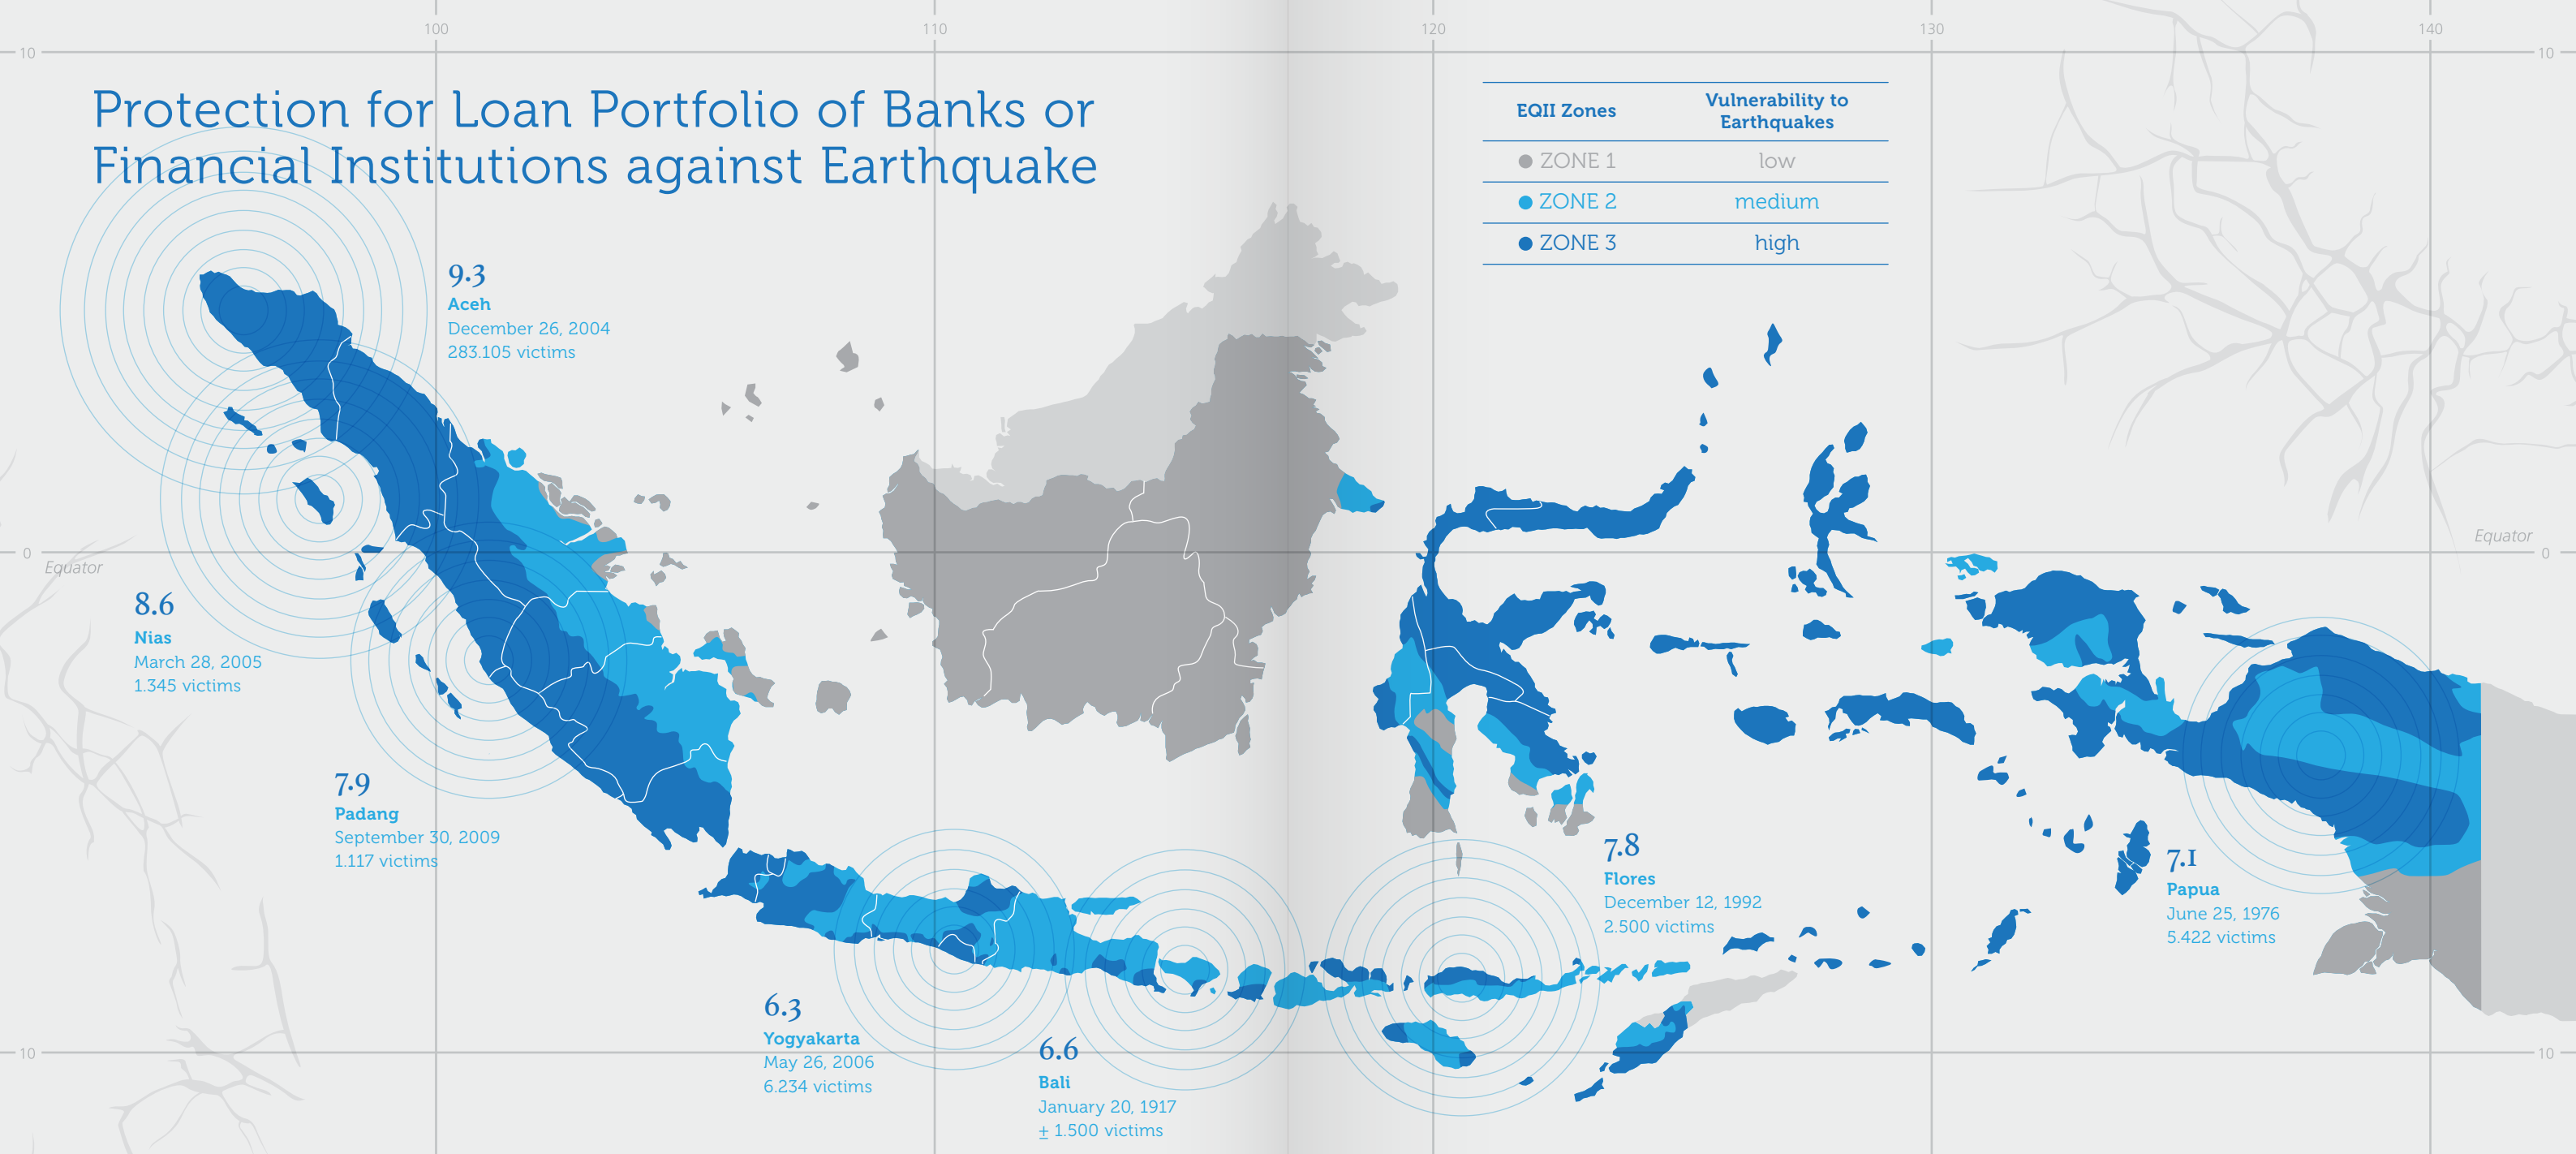 100 110 120 130 140
10 10
Protection for Loan Portfolio of Banks or
Financial Institutions against Earthquake
EQII Zones
Vulnerability to
Earthquakes
ZONE 1 low
ZONE 2 medium
ZONE 3 high
9.3
Aceh
December 26, 2004
283.105 victims
0 0
Equator
Equator
8.6
Nias
March 28, 2005
1.345 victims
7.9
Padang
September 30, 2009
1.117 victims
7.8
Flores
December 12, 1992
2.500 victims
7.1
Papua
June 25, 1976
5.422 victims
6.3
Yogyakarta
May 26, 2006
6.234 victims
6.6
Bali
January 20, 1917
± 1.500 victims
10 10